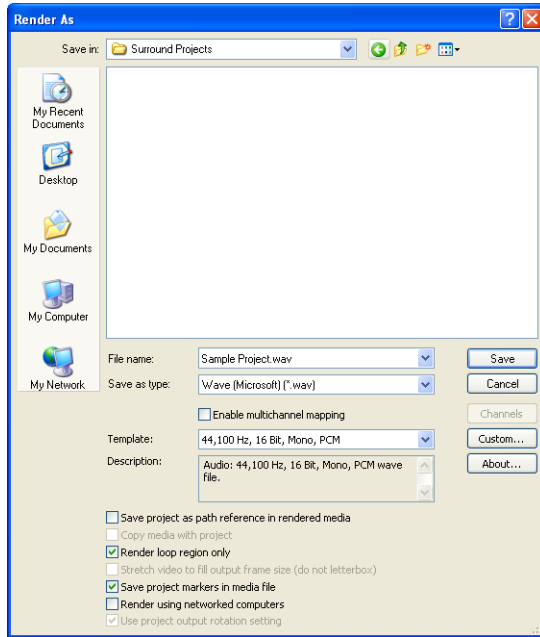 Render As
Save in:
Surround Projects
My Recent
Documents
Desktop
My Documents
My Computer
My Network
File name:
Sample Project.wav
Save
Save as type:
Wave (Microsoft) (*.wav)
Cancel
Enable multichannel mapping
Channels
Template:
44,100 Hz, 16 Bit, Mono, PCM
Custom...
Description:
Audio: 44,100 Hz, 16 Bit, Mono, PCM wave
file.
About...
Save project as path reference in rendered media
Copy media with project
Render loop region only
Stretch video to fill output frame size (do not letterbox)
Save project markers in media file
Render using networked computers
Use project output rotation setting